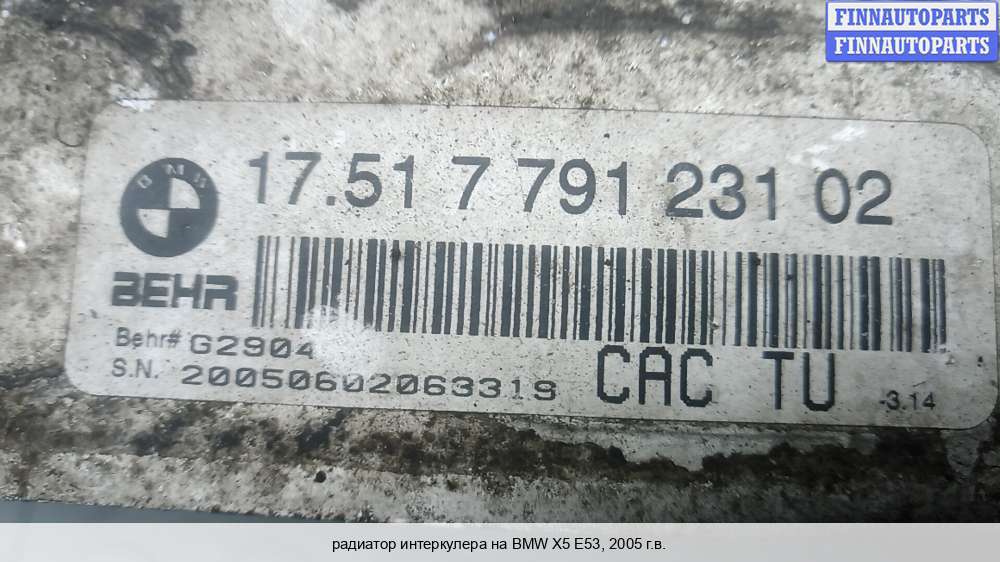 FINNAUTOPARTS
FINNAUTOPARTS
BMW
17.51 7 791 231 02
BEHR
Behr# G2904
S.N. 20050602063319
CAC TU
-3.14
радиатор интеркулера на BMW X5 E53, 2005 г.в.